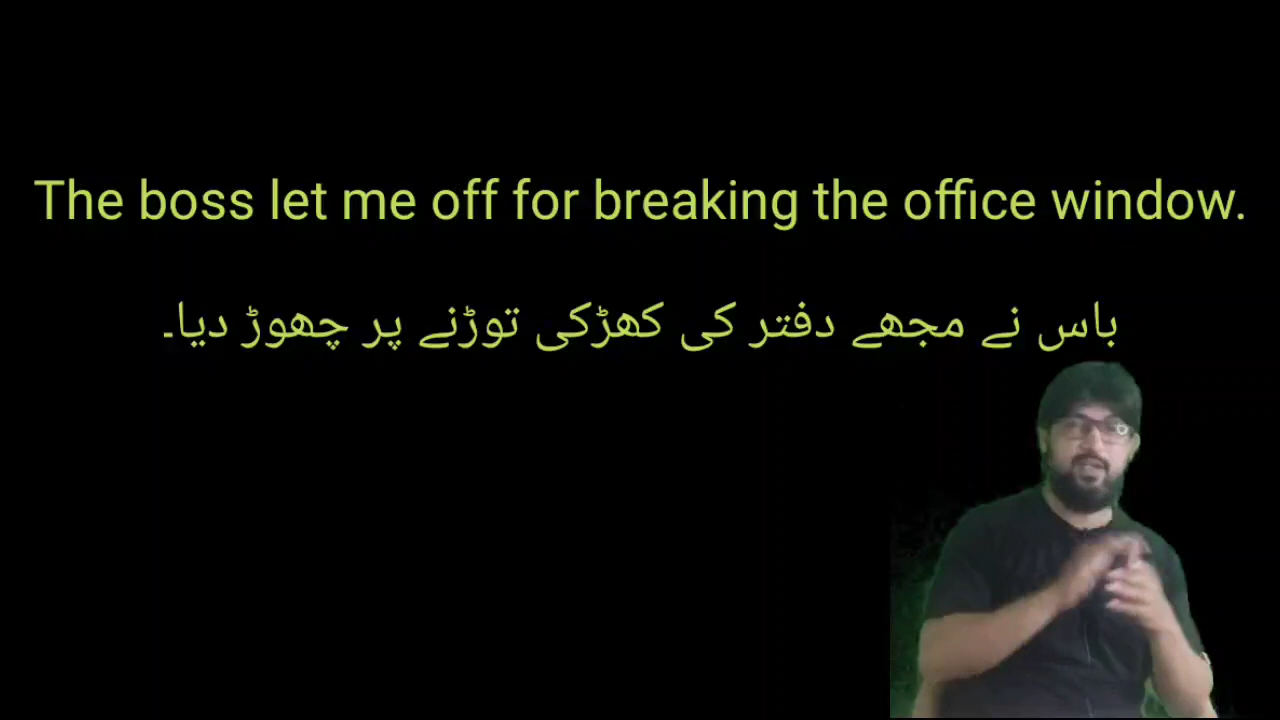 The boss let me off for breaking the office window.
باس نے مجھے دفتر کی کھڑکی توڑنے پر چھوڑ دیا۔